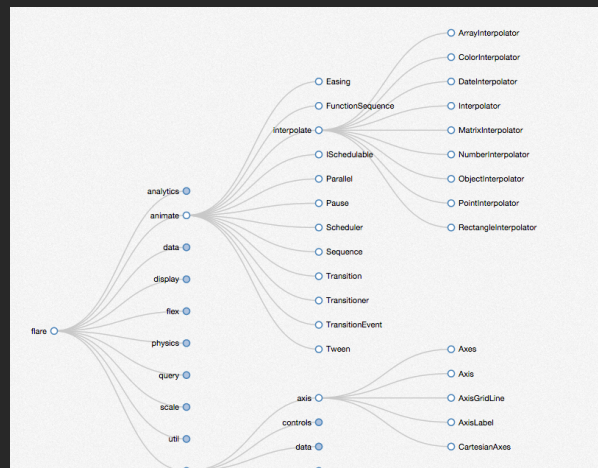 flare
analytics
animate
data
display
flex
physics
query
scale
util
Easing
FunctionSequence
interpolate
ISchedulable
Parallel
Pause
Scheduler
Sequence
Transition
Transitioner
TransitionEvent
Tween
axis
controls
data
ArrayInterpolator
ColorInterpolator
DateInterpolator
Interpolator
MatrixInterpolator
NumberInterpolator
ObjectInterpolator
PointInterpolator
RectangleInterpolator
Axes
Axis
AxisGridLine
AxisLabel
CartesianAxes